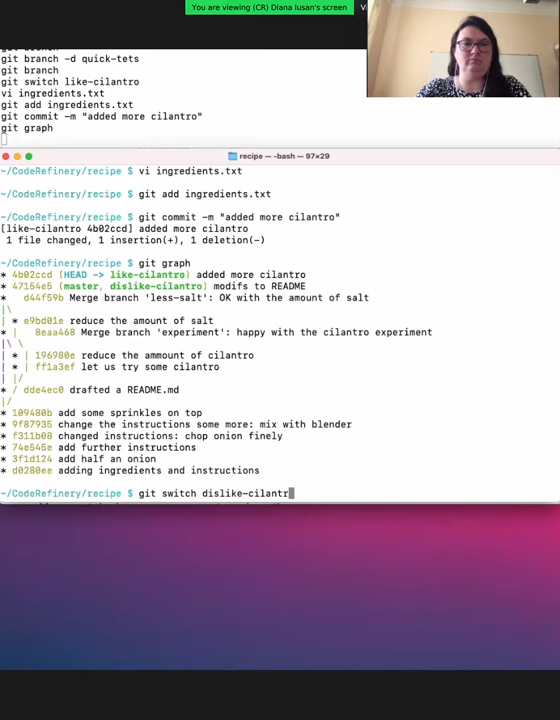 You are viewing (CR) Diana Iusan's screen
Vi
git branch
git branch -d quick-tets
git branch
git switch like-cilantro
vi ingredients.txt
git add ingredients.txt
git commit -m "added more cilantro"
git graph
recipe — -bash — 97×29
~/CodeRefinery/recipe $ vi ingredients.txt
~/CodeRefinery/recipe $ git add ingredients.txt
~/CodeRefinery/recipe $ git commit -m "added more cilantro"
[like-cilantro 4b02ccd] added more cilantro
1 file changed, 1 insertion(+), 1 deletion(-)
~/CodeRefinery/recipe $ git graph
* 4b02ccd (HEAD -> like-cilantro) added more cilantro
* 47154e5 (master, dislike-cilantro) modifs to README
*   d44f59b Merge branch 'less-salt': OK with the amount of salt
|\
| * e9bd01e reduce the amount of salt
* |   8eaa468 Merge branch 'experiment': happy with the cilantro experiment
|\ \
| * | 196980e reduce the ammount of cilantro
| * | ff1a3ef let us try some cilantro
| |/
* / dde4ec0 drafted a README.md
|/
* 109480b add some sprinkles on top
* 9f87935 change the instructions some more: mix with blender
* f311b08 changed instructions: chop onion finely
* 74e545e add further instructions
* 3f1d124 add half an onion
* d0280ee adding ingredients and instructions
~/CodeRefinery/recipe $ git switch dislike-cilantr